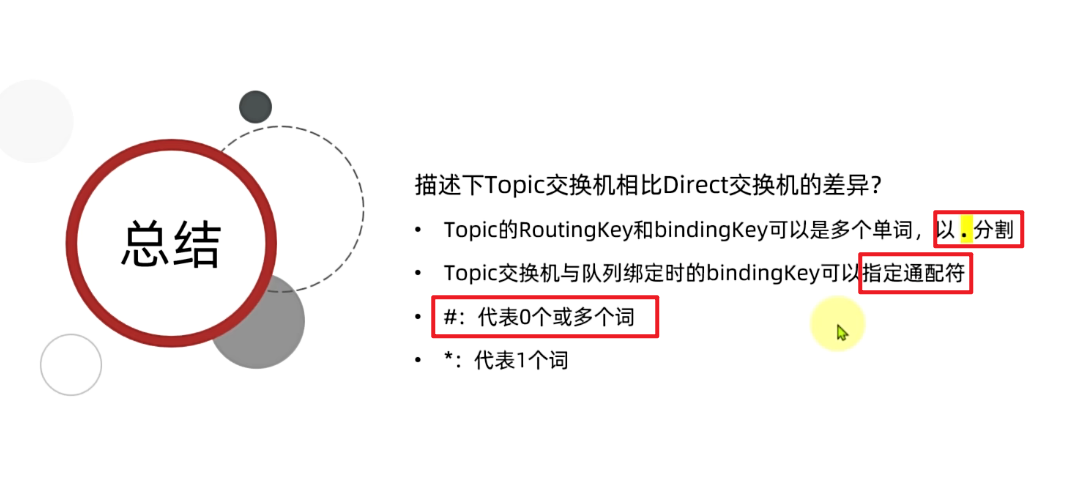 总结
描述下Topic交换机相比Direct交换机的差异？
• Topic的RoutingKey和bindingKey可以是多个单词，以 . 分割
• Topic交换机与队列绑定时的bindingKey可以指定通配符
• #：代表0个或多个词
• *：代表1个词